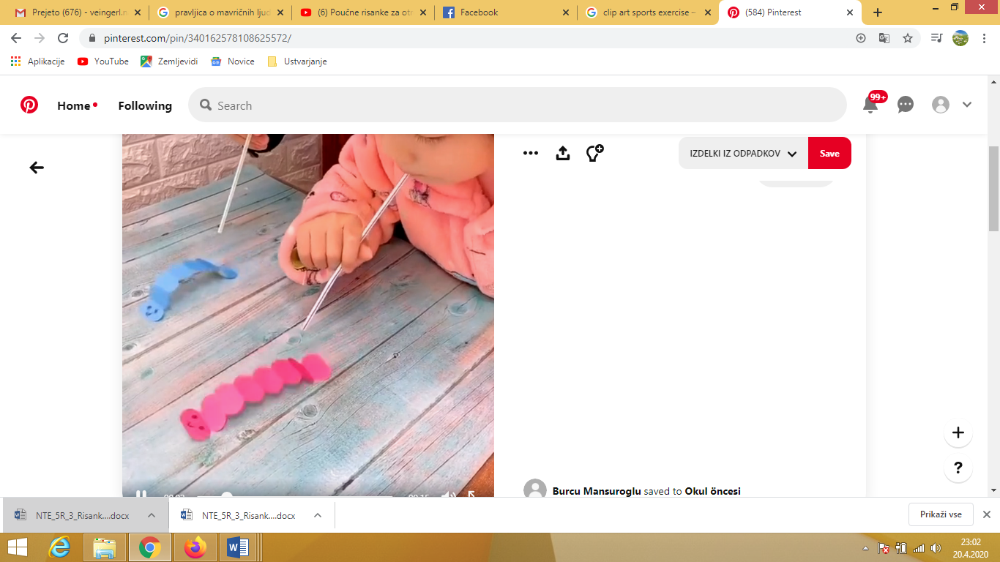 Prejeto (676) - veingerl.n
pravljica o mavričnih ljud
(6) Poučne risanke za otr
Facebook
clip art sports exercise –
(584) Pinterest
pinterest.com/pin/340162578108625572/
Aplikacije
YouTube
Zemljevidi
Novice
Ustvarjanje
Home
Following
Search
99+
IZDELKI IZ ODPADKOV
Save
Burcu Mansuroglu saved to Okul öncesi
?
NTE_5R_3_Risank....docx
NTE_5R_3_Risank....docx
Prikaži vse
23:02
20.4.2020